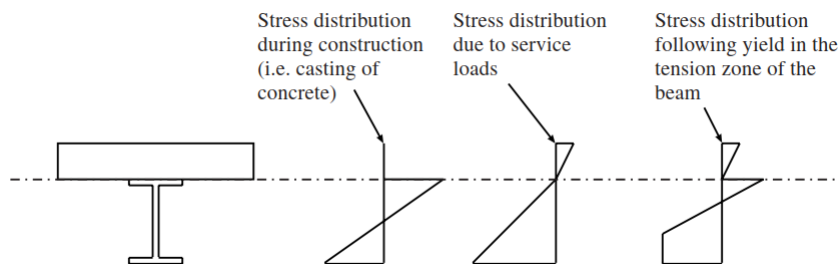 Stress distribution
during construction
(i.e. casting of
concrete)
Stress distribution
due to service
loads
Stress distribution
following yield in the
tension zone of the
beam